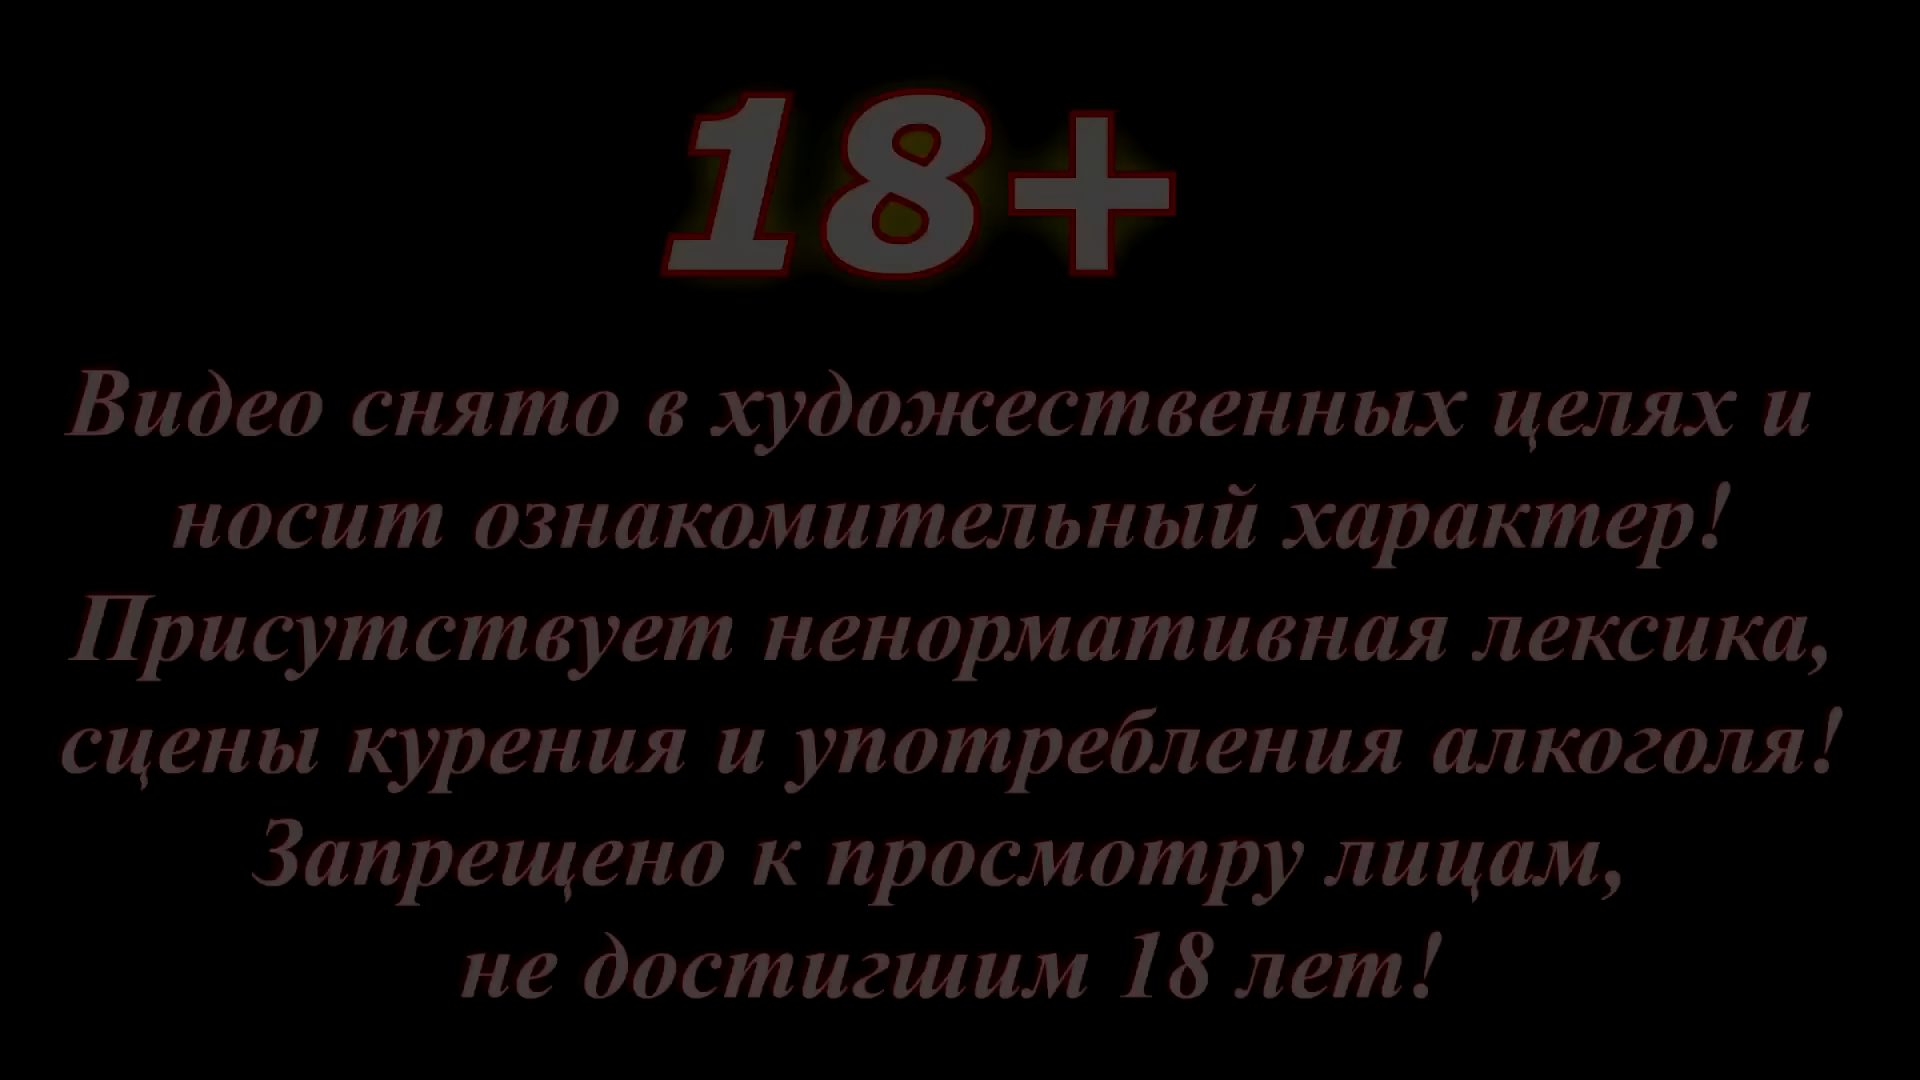 18+
Видео снято в художественных целях и
носит ознакомительный характер!
Присутствует ненормативная лексика,
сцены курения и употребления алкоголя!
Запрещено к просмотру лицам,
не достигшим 18 лет!